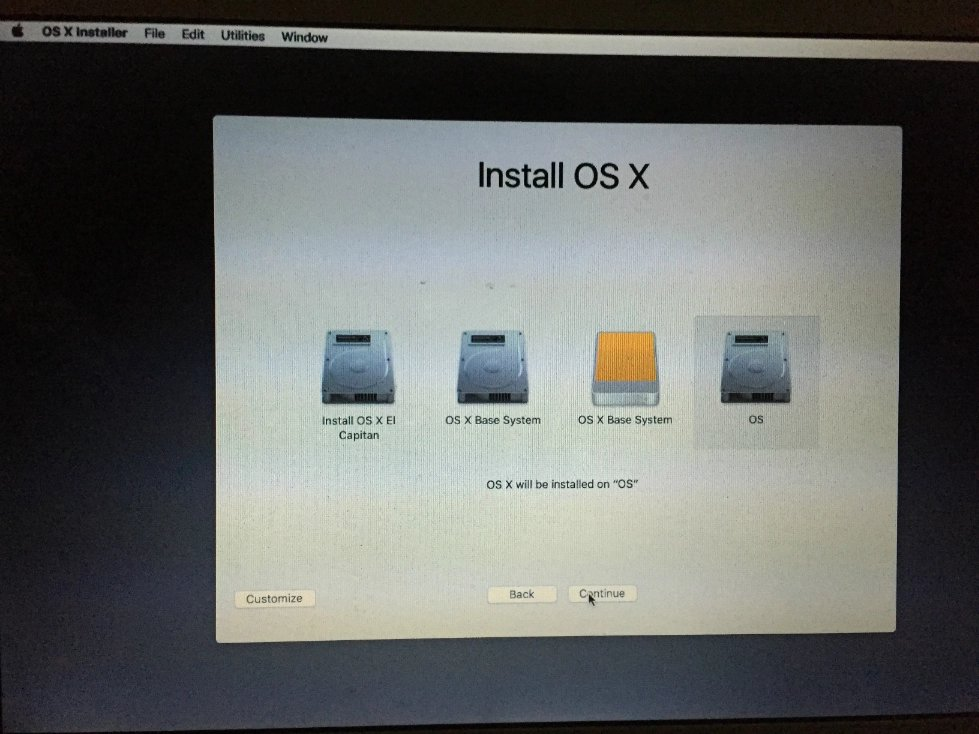 OS X Installer File Edit Utilities Window
Install OS X
Install OS X El
Capitan
OS X Base System
OS X Base System
OS
OS X will be installed on “OS”
Customize
Back
Continue